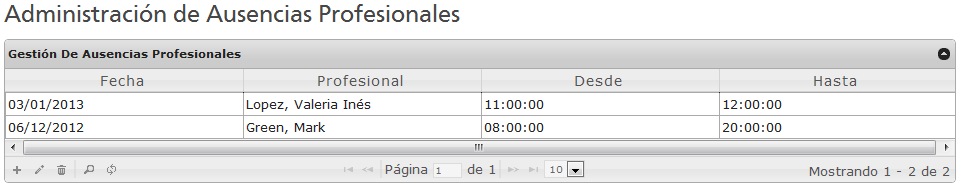 Administración de Ausencias Profesionales
Gestión De Ausencias Profesionales
Fecha Profesional Desde Hasta
03/01/2013 Lopez, Valeria Inés 11:00:00 12:00:00
06/12/2012 Green, Mark 08:00:00 20:00:00
Página 1 de 1 10 Mostrando 1 - 2 de 2